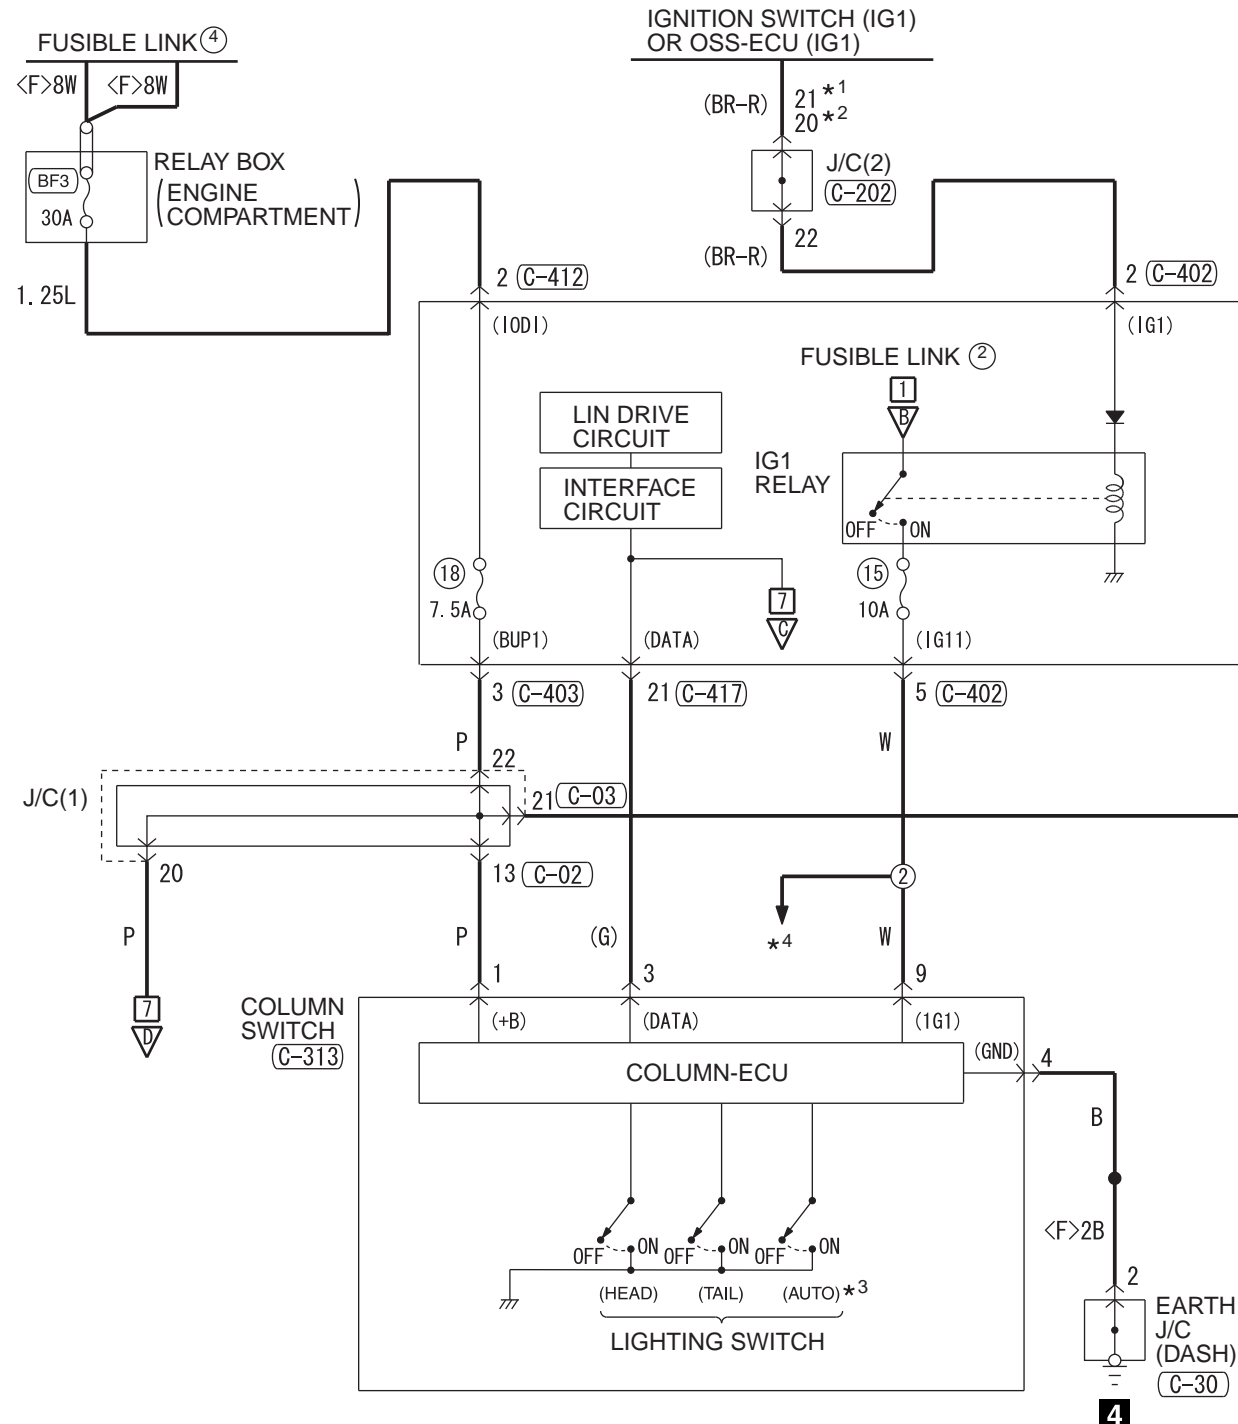 FUSIBLE LINK 4
<F>8W <F>8W
BF3
30A
RELAY BOX
(ENGINE
COMPARTMENT)
1. 25L
IGNITION SWITCH (IG1)
OR OSS-ECU (IG1)
(BR-R)
21 *1
20 *2
J/C(2)
C-202
22
(BR-R)
2 C-412
2 C-402
(IODI)
(IG1)
FUSIBLE LINK 2
1
B
LIN DRIVE
CIRCUIT
INTERFACE
CIRCUIT
IG1
RELAY
OFF ON
18
7. 5A
7
C
15
10A
(BUP1)
(DATA)
(IG11)
3 C-403
21 C-417
5 C-402
P
W
22
J/C(1)
21 C-03
20
13 C-02
2
*4
P
P
(G)
W
1
3
9
7
D
COLUMN
SWITCH
C-313
(+B)
(DATA)
(1G1)
(GND)
4
COLUMN-ECU
B
<F>2B
OFF ON OFF ON OFF ON
(HEAD) (TAIL) (AUTO) *3
LIGHTING SWITCH
2
EARTH
J/C
(DASH)
C-30
4